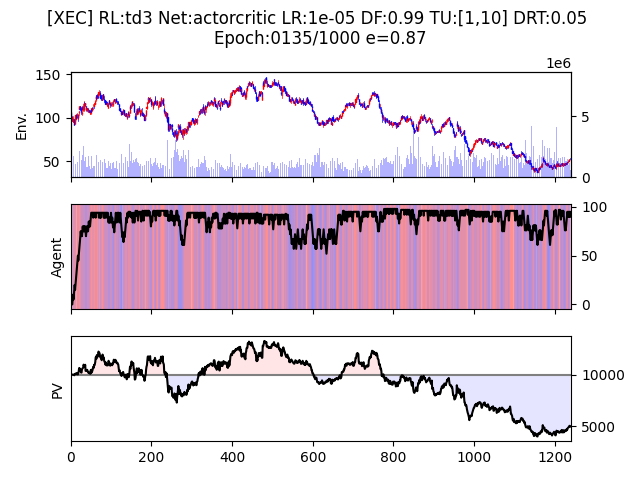 [XEC] RL:td3 Net:actorcritic LR:1e-05 DF:0.99 TU:[1,10] DRT:0.05
Epoch:0135/1000 e=0.87
1e6
150
100
50
Env.
5
0
Agent
100
50
0
PV
10000
5000
0 200 400 600 800 1000 1200